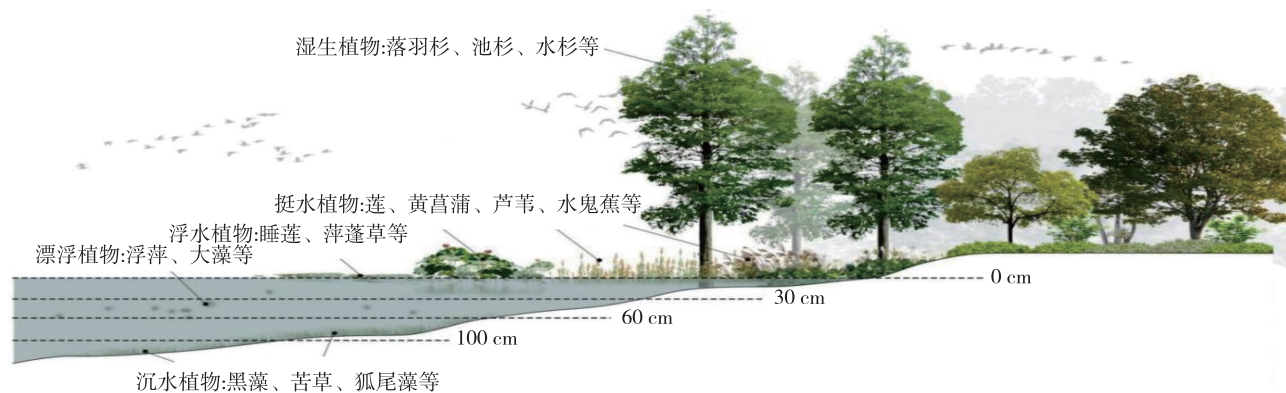 湿生植物:落羽杉、池杉、水杉等
挺水植物:莲、黄菖蒲、芦苇、水鬼蕉等
浮水植物:睡莲、萍蓬草等
漂浮植物:浮萍、大藻等
0 cm
30 cm
60 cm
100 cm
沉水植物:黑藻、苦草、狐尾藻等